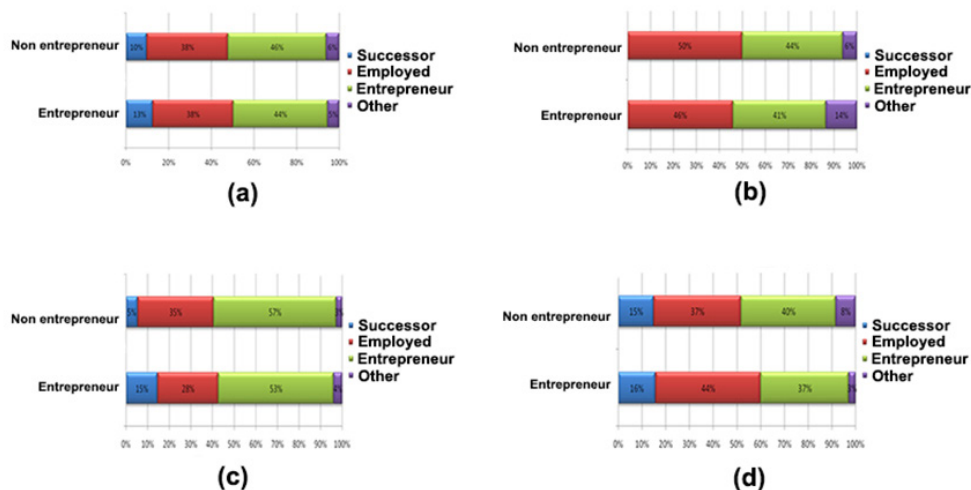 Non entrepreneur 10% 38% 46% 6%
Entrepreneur 13% 38% 44% 5%
0% 20% 40% 60% 80% 100%
Successor
Employed
Entrepreneur
Other
(a)
Non entrepreneur 50% 44% 6%
Entrepreneur 46% 41% 14%
0% 10% 20% 30% 40% 50% 60% 70% 80% 90% 100%
Successor
Employed
Entrepreneur
Other
(b)
Non entrepreneur 5% 35% 57% 3%
Entrepreneur 15% 28% 53% 4%
0% 10% 20% 30% 40% 50% 60% 70% 80% 90% 100%
Successor
Employed
Entrepreneur
Other
(c)
Non entrepreneur 15% 37% 40% 8%
Entrepreneur 16% 44% 37% 3%
0% 10% 20% 30% 40% 50% 60% 70% 80% 90% 100%
Successor
Employed
Entrepreneur
Other
(d)